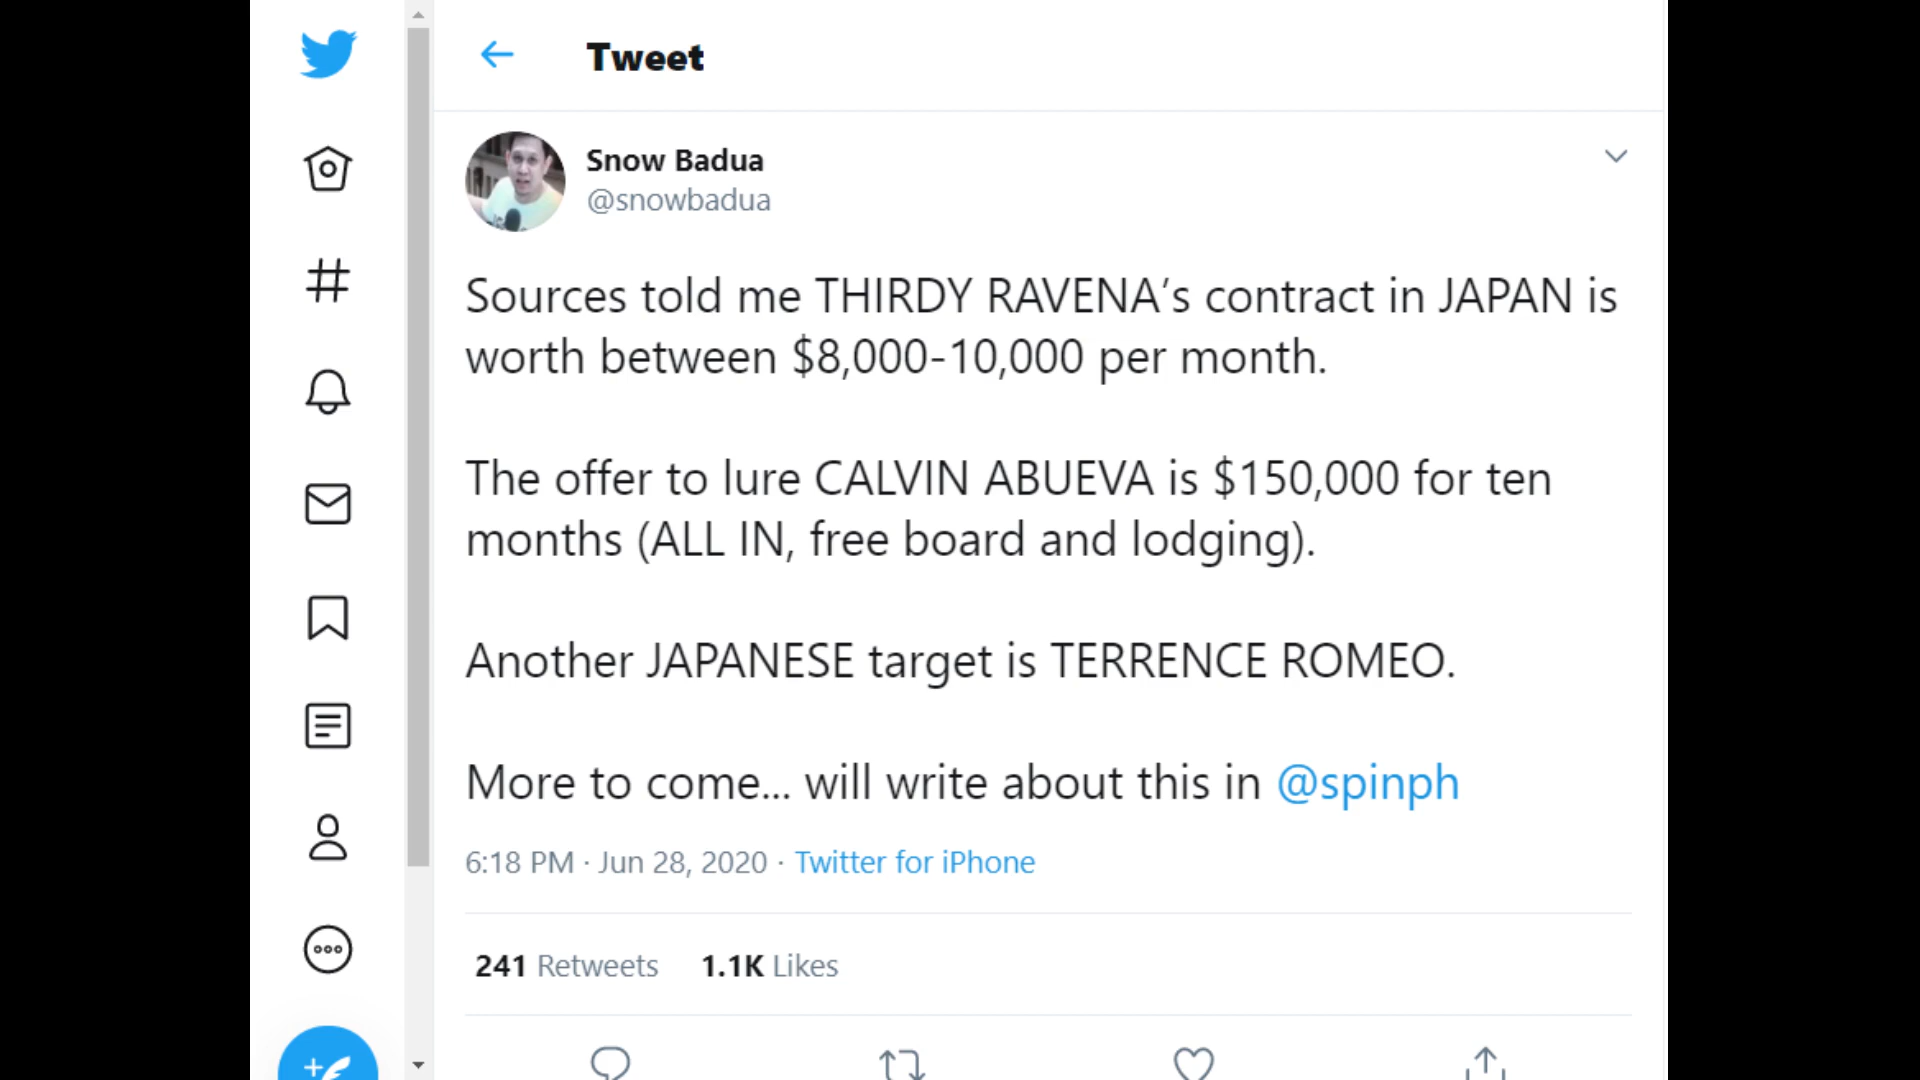 Tweet
Snow Badua
@snowbadua
Sources told me THIRDY RAVENA's contract in JAPAN is
worth between $8,000-10,000 per month.
The offer to lure CALVIN ABUEVA is $150,000 for ten
months (ALL IN, free board and lodging).
Another JAPANESE target is TERRENCE ROMEO.
More to come... will write about this in @spinph
6:18 PM · Jun 28, 2020 · Twitter for iPhone
241 Retweets 1.1K Likes